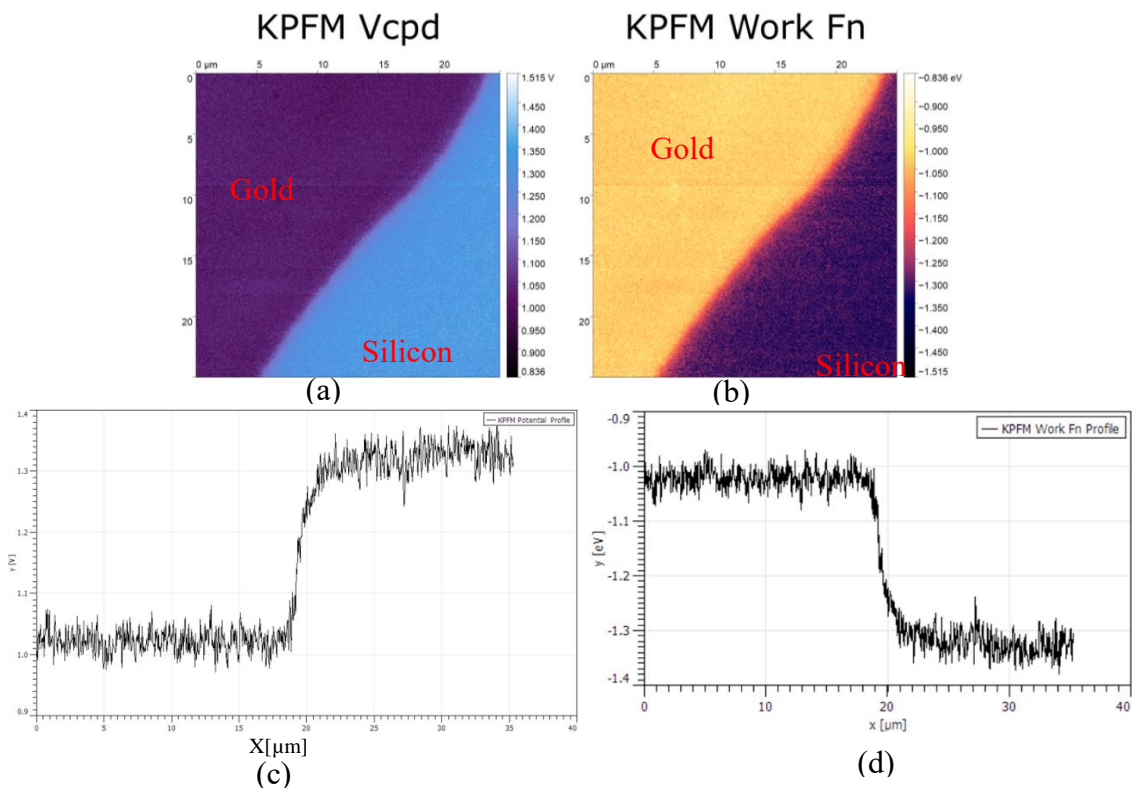 KPFM Vcpd
KPFM Work Fn
0 µm 5 10 15 20
0 µm 5 10 15 20
0
5
10
15
20
1.515 V
1.450
1.400
1.350
1.300
1.250
1.200
1.150
1.100
1.050
1.000
0.950
0.900
0.836
Gold
Silicon
0
5
10
15
20
−0.836 eV
−0.900
−0.950
−1.000
−1.050
−1.100
−1.150
−1.200
−1.250
−1.300
−1.350
−1.400
−1.450
−1.515
Gold
Silicon
(a)
(b)
1.4
1.3
1.2
1.1
1.0
0.9
y [V]
KPFM Potential Profile
0 5 10 15 20 25 30 35 40
X[µm]
(c)
-0.9
-1.0
-1.1
-1.2
-1.3
-1.4
y [eV]
KPFM Work Fn Profile
0 10 20 30 40
x [µm]
(d)